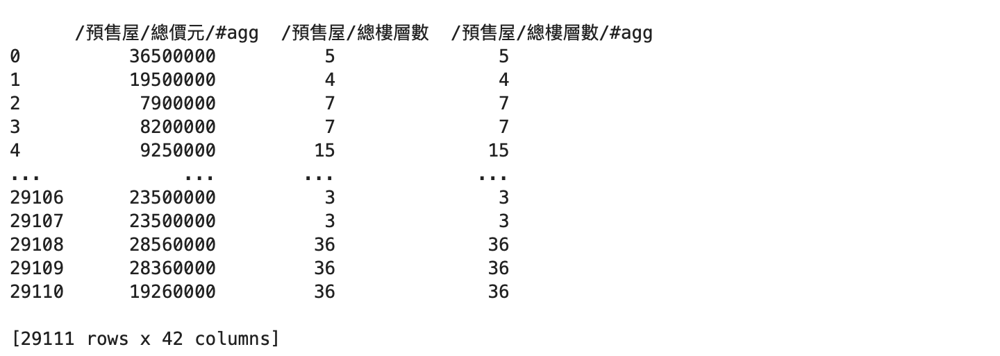 /預售屋/總價元/#agg /預售屋/總樓層數 /預售屋/總樓層數/#agg
0 36500000 5 5
1 19500000 4 4
2 7900000 7 7
3 8200000 7 7
4 9250000 15 15
... ... ... ...
29106 23500000 3 3
29107 23500000 3 3
29108 28560000 36 36
29109 28360000 36 36
29110 19260000 36 36
[29111 rows x 42 columns]